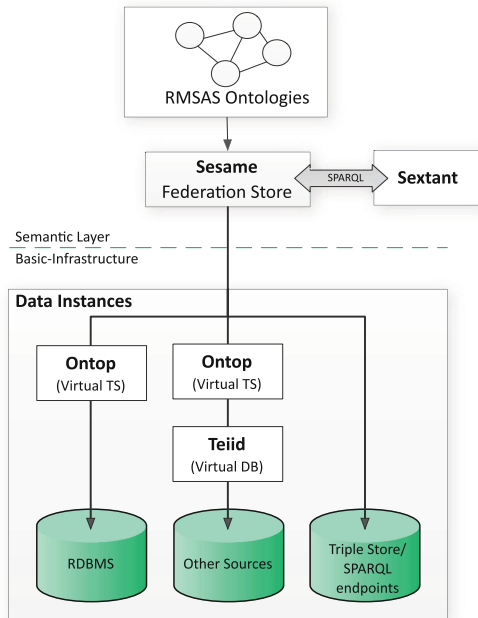 RMSAS Ontologies
Sesame
Federation Store
SPARQL
Sextant
Semantic Layer
Basic-Infrastructure
Data Instances
Ontop
(Virtual TS)
Ontop
(Virtual TS)
Teiid
(Virtual DB)
RDBMS
Other Sources
Triple Store/
SPARQL
endpoints